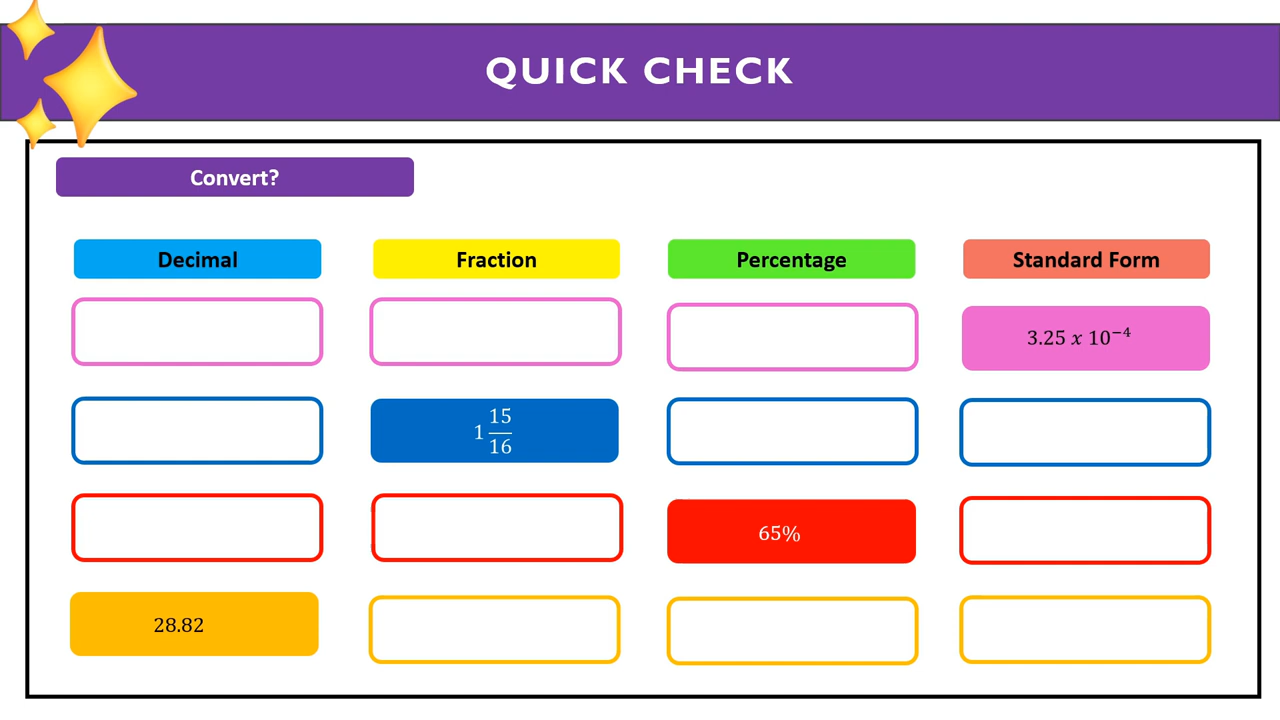 QUICK CHECK
Convert?
Decimal Fraction Percentage Standard Form
3.25 x 10⁻⁴
1 15/16
65%
28.82